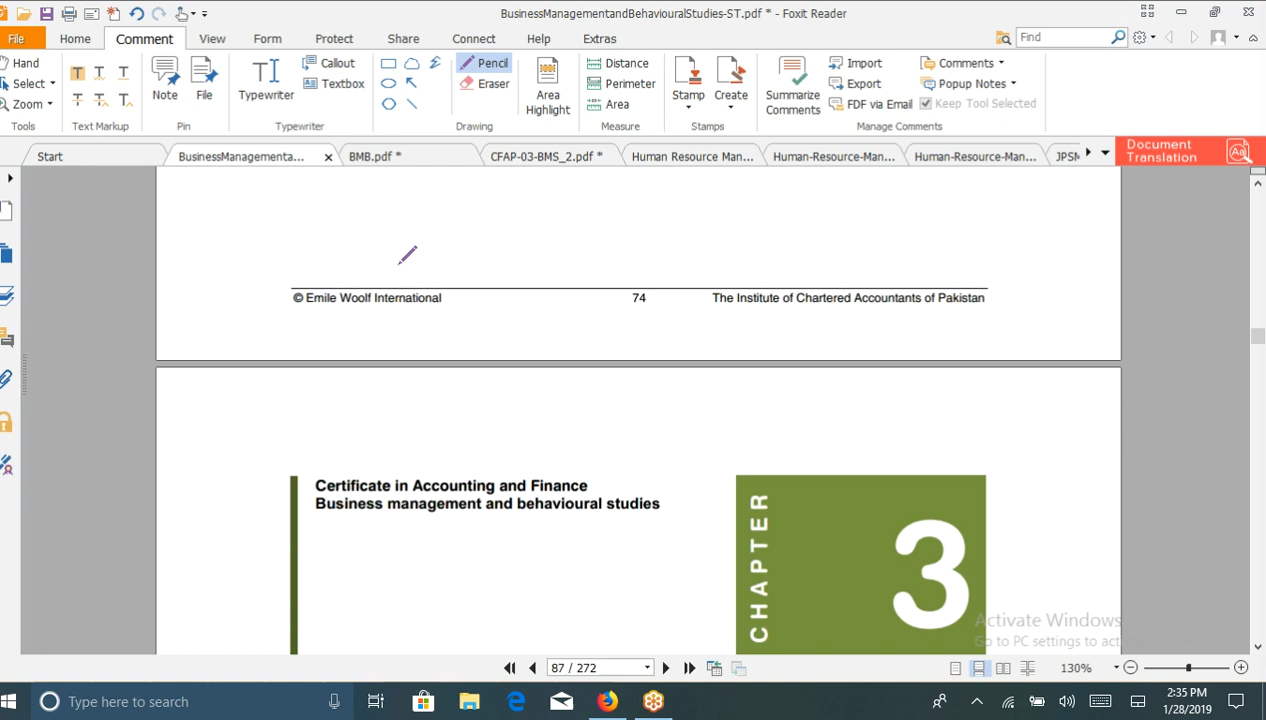 BusinessManagementandBehaviouralStudies-ST.pdf * - Foxit Reader
File Home Comment View Form Protect Share Connect Help Extras Find
Hand Select Zoom Tools
Text Markup
Note File Pin
Typewriter Callout Textbox Typewriter
Pencil Eraser Area Highlight Drawing
Distance Perimeter Area Measure
Stamp Create Stamps
Summarize Comments Import Export FDF via Email Comments Popup Notes Keep Tool Selected Manage Comments
Start BusinessManagementa... BMB.pdf * CFAP-03-BMS_2.pdf * Human Resource Man... Human-Resource-Man... Human-Resource-Man... JPSM Document Translation
© Emile Woolf International 74 The Institute of Chartered Accountants of Pakistan
Certificate in Accounting and Finance
Business management and behavioural studies
CHAPTER 3
Activate Windows
Go to PC settings to act
87 / 272 130%
Type here to search
2:35 PM
1/28/2019